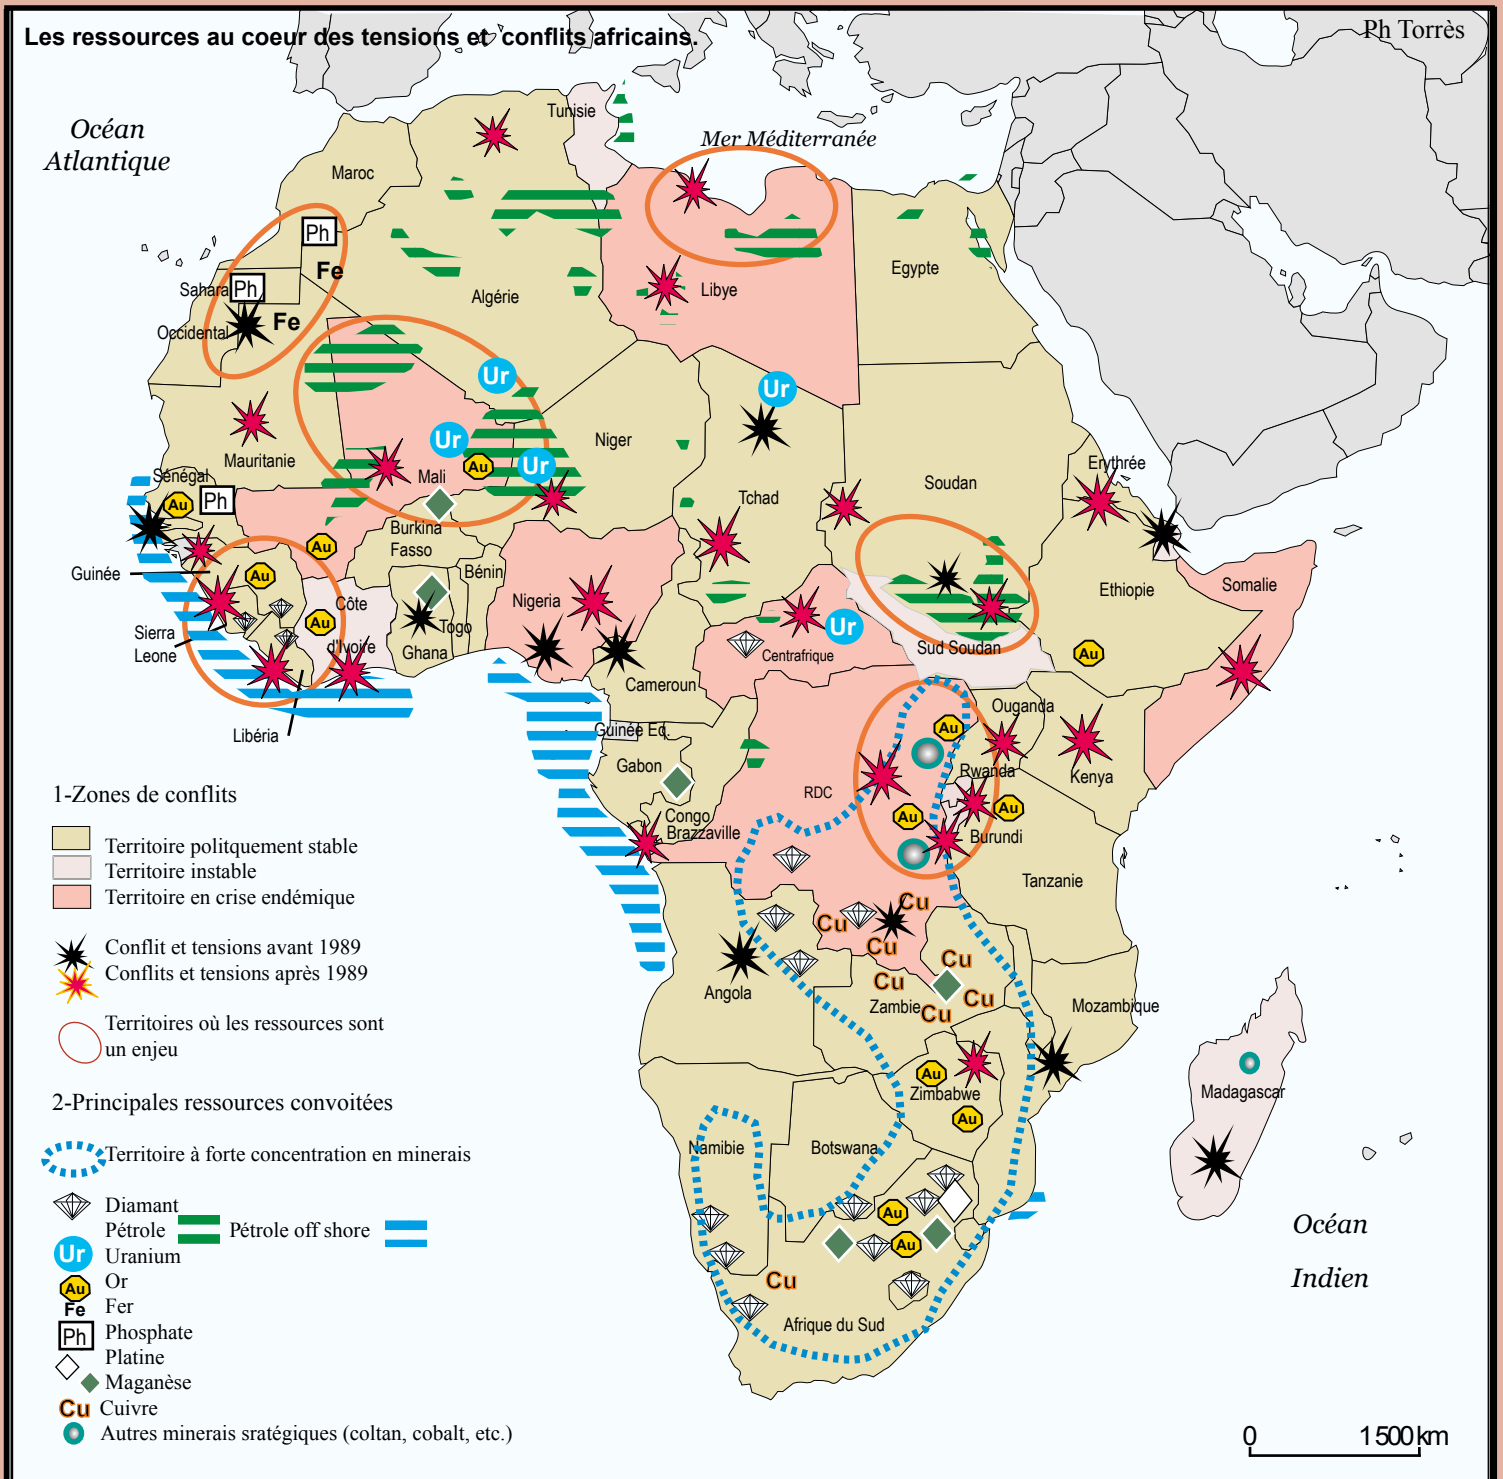 Les ressources au coeur des tensions et conflits africains.
Ph Torrès
Océan
Atlantique
Mer Méditerranée
Tunisie
Maroc
Ph
Fe
Sahara
Ph
Occidental
Fe
Algérie
Libye
Egypte
Ur
Ur
Ur
Au
Ur
Mauritanie
Mali
Niger
Tchad
Soudan
Erythrée
Sénégal
Au
Ph
Burkina
Fasso
Au
Guinée
Au
Bénin
Nigeria
Ethiopie
Somalie
Côte
d'Ivoire
Au
Togo
Ghana
Sierra
Leone
Libéria
Cameroun
Centrafrique
Ur
Sud Soudan
Au
Guinée Eq.
Gabon
Congo
Brazzaville
RDC
Ouganda
Au
Rwanda
Kenya
Au
Au
Burundi
Tanzanie
Cu
Cu
Cu
Cu
Cu
Cu
Cu
Angola
Zambie
Mozambique
Au
Zimbabwe
Au
Madagascar
Namibie
Botswana
Au
Au
Cu
Afrique du Sud
Océan
Indien
1-Zones de conflits
Territoire politquement stable
Territoire instable
Territoire en crise endémique
Conflit et tensions avant 1989
Conflits et tensions après 1989
Territoires où les ressources sont
un enjeu
2-Principales ressources convoitées
Territoire à forte concentration en minerais
Diamant
Pétrole Pétrole off shore
Ur Uranium
Au Or
Fe Fer
Ph Phosphate
Platine
Maganèse
Cu Cuivre
Autres minerais sratégiques (coltan, cobalt, etc.)
0 1500 km